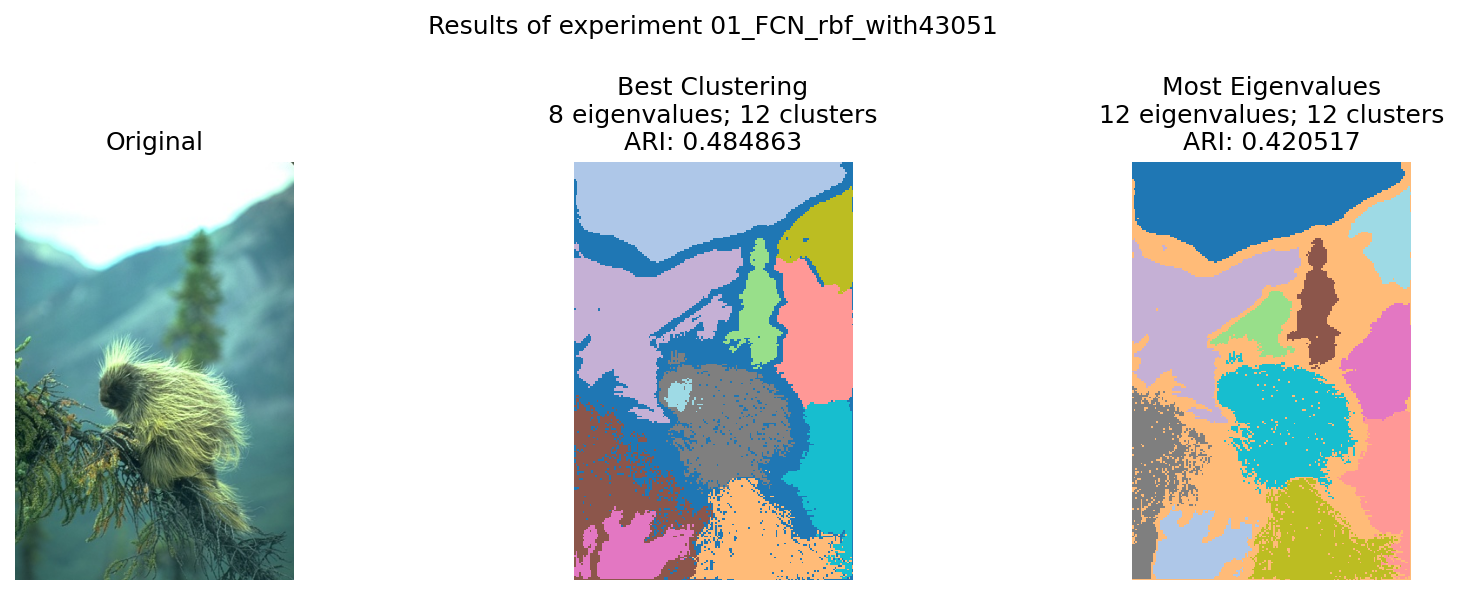 Results of experiment 01_FCN_rbf_with43051
Original
Best Clustering
8 eigenvalues; 12 clusters
ARI: 0.484863
Most Eigenvalues
12 eigenvalues; 12 clusters
ARI: 0.420517